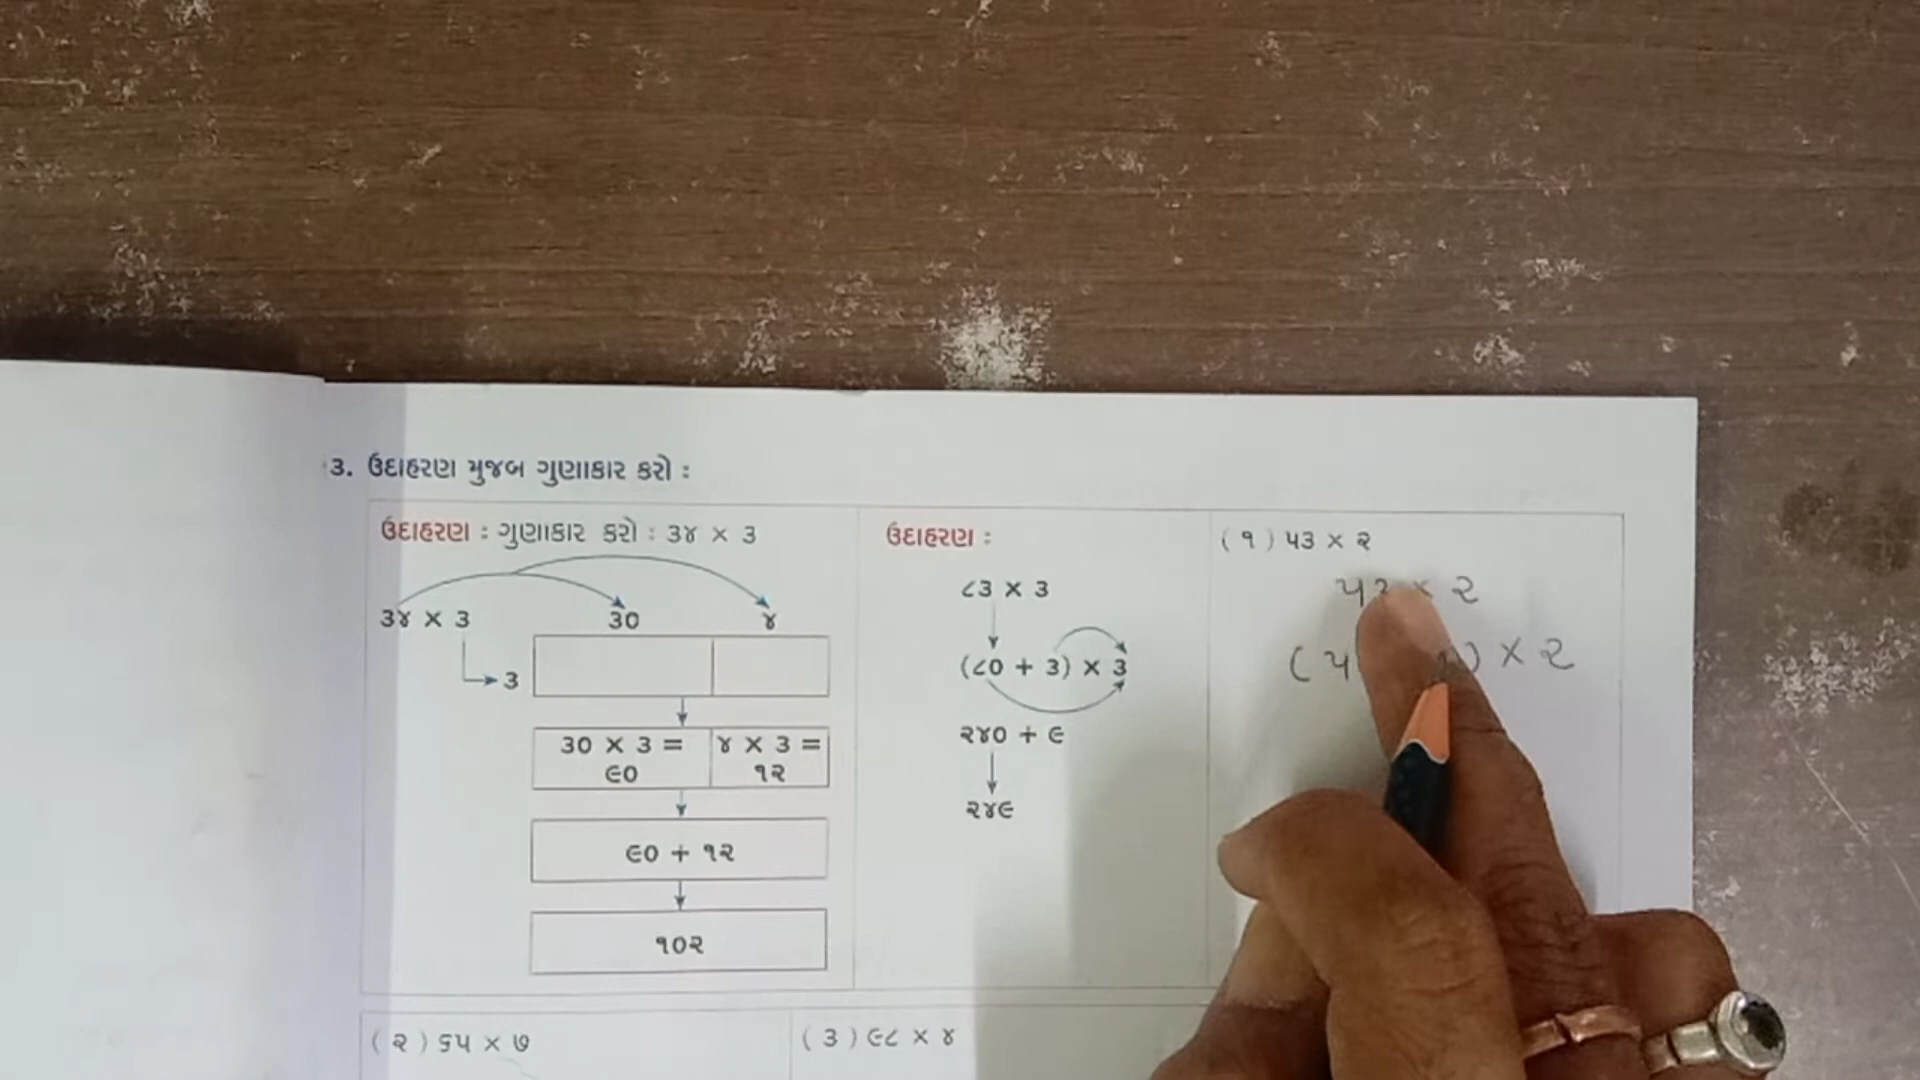 ૩. ઉદાહરણ મુજબ ગુણાકાર કરો :
ઉદાહરણ : ગુણાકાર કરો : ૩૪ × ૩
૩૪ × ૩
૩૦
૪
૩
૩૦ × ૩ =
૯૦
૪ × ૩ =
૧૨
૯૦ + ૧૨
૧૦૨
ઉદાહરણ :
૮૩ × ૩
(૮૦ + ૩) × ૩
૨૪૦ + ૯
૨૪૯
( ૧ ) ૫૩ × ૨
૫૩ × ૨
(૫ ) × ૨
( ૨ ) ૬૫ × ૭
( ૩ ) ૯૮ × ૪